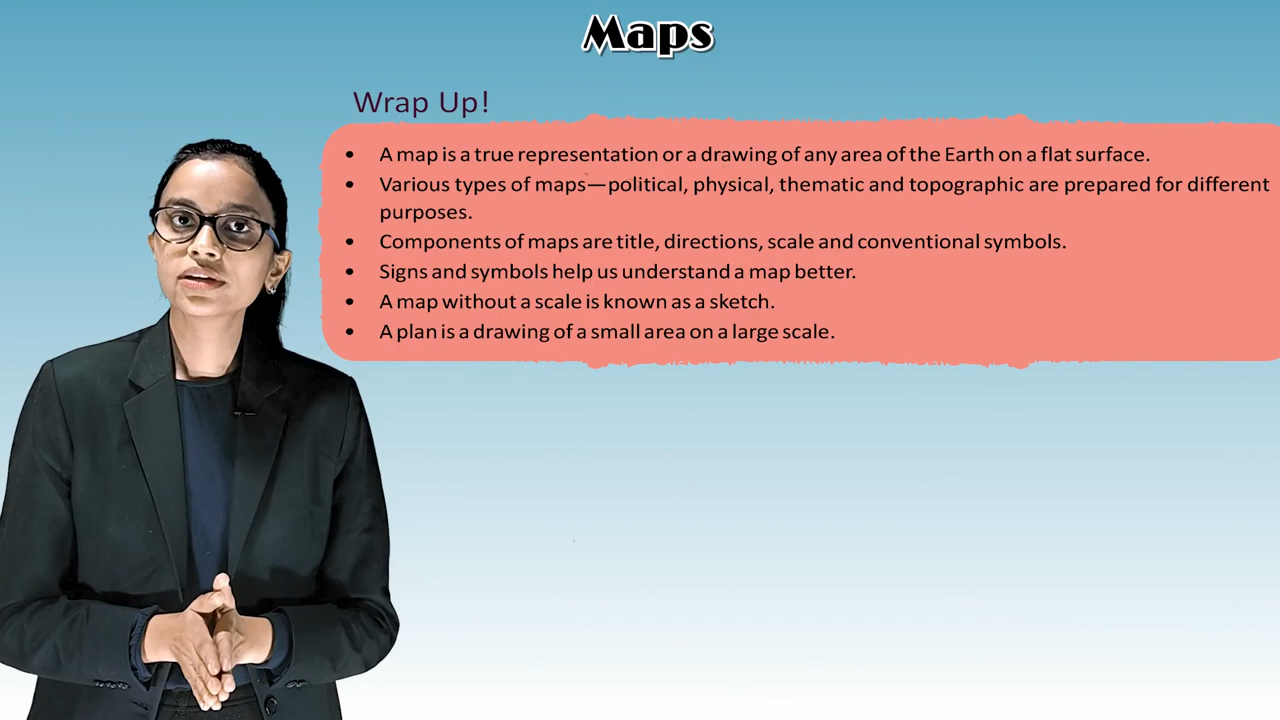 Maps
Wrap Up!
• A map is a true representation or a drawing of any area of the Earth on a flat surface.
• Various types of maps—political, physical, thematic and topographic are prepared for different
purposes.
• Components of maps are title, directions, scale and conventional symbols.
• Signs and symbols help us understand a map better.
• A map without a scale is known as a sketch.
• A plan is a drawing of a small area on a large scale.